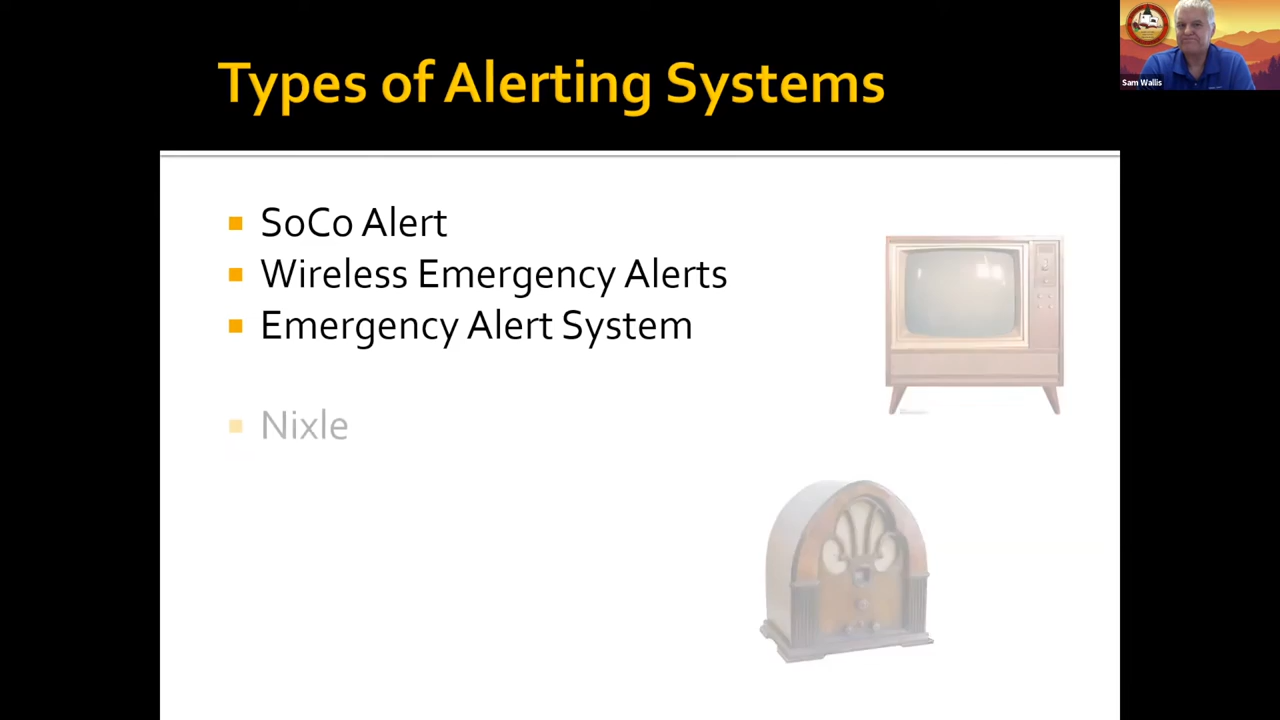 Types of Alerting Systems
Sam Wallis
SoCo Alert
Wireless Emergency Alerts
Emergency Alert System
Nixle